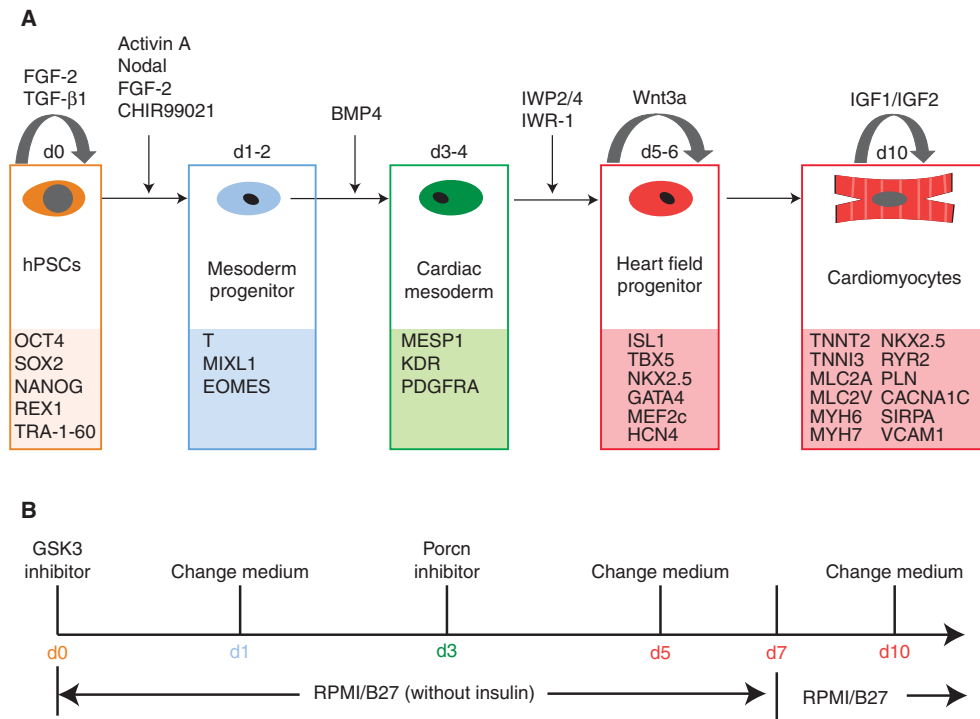 A
FGF-2
TGF-β1
Activin A
Nodal
FGF-2
CHIR99021
BMP4
IWP2/4
IWR-1
Wnt3a
IGF1/IGF2
d0
d1-2
d3-4
d5-6
d10
hPSCs
Mesoderm
progenitor
Cardiac
mesoderm
Heart field
progenitor
Cardiomyocytes
OCT4
SOX2
NANOG
REX1
TRA-1-60
T
MIXL1
EOMES
MESP1
KDR
PDGFRA
ISL1
TBX5
NKX2.5
GATA4
MEF2c
HCN4
TNNT2 NKX2.5
TNNI3 RYR2
MLC2A PLN
MLC2V CACNA1C
MYH6 SIRPA
MYH7 VCAM1
B
GSK3
inhibitor
Change medium
Porcn
inhibitor
Change medium
Change medium
d0
d1
d3
d5
d7
d10
RPMI/B27 (without insulin)
RPMI/B27